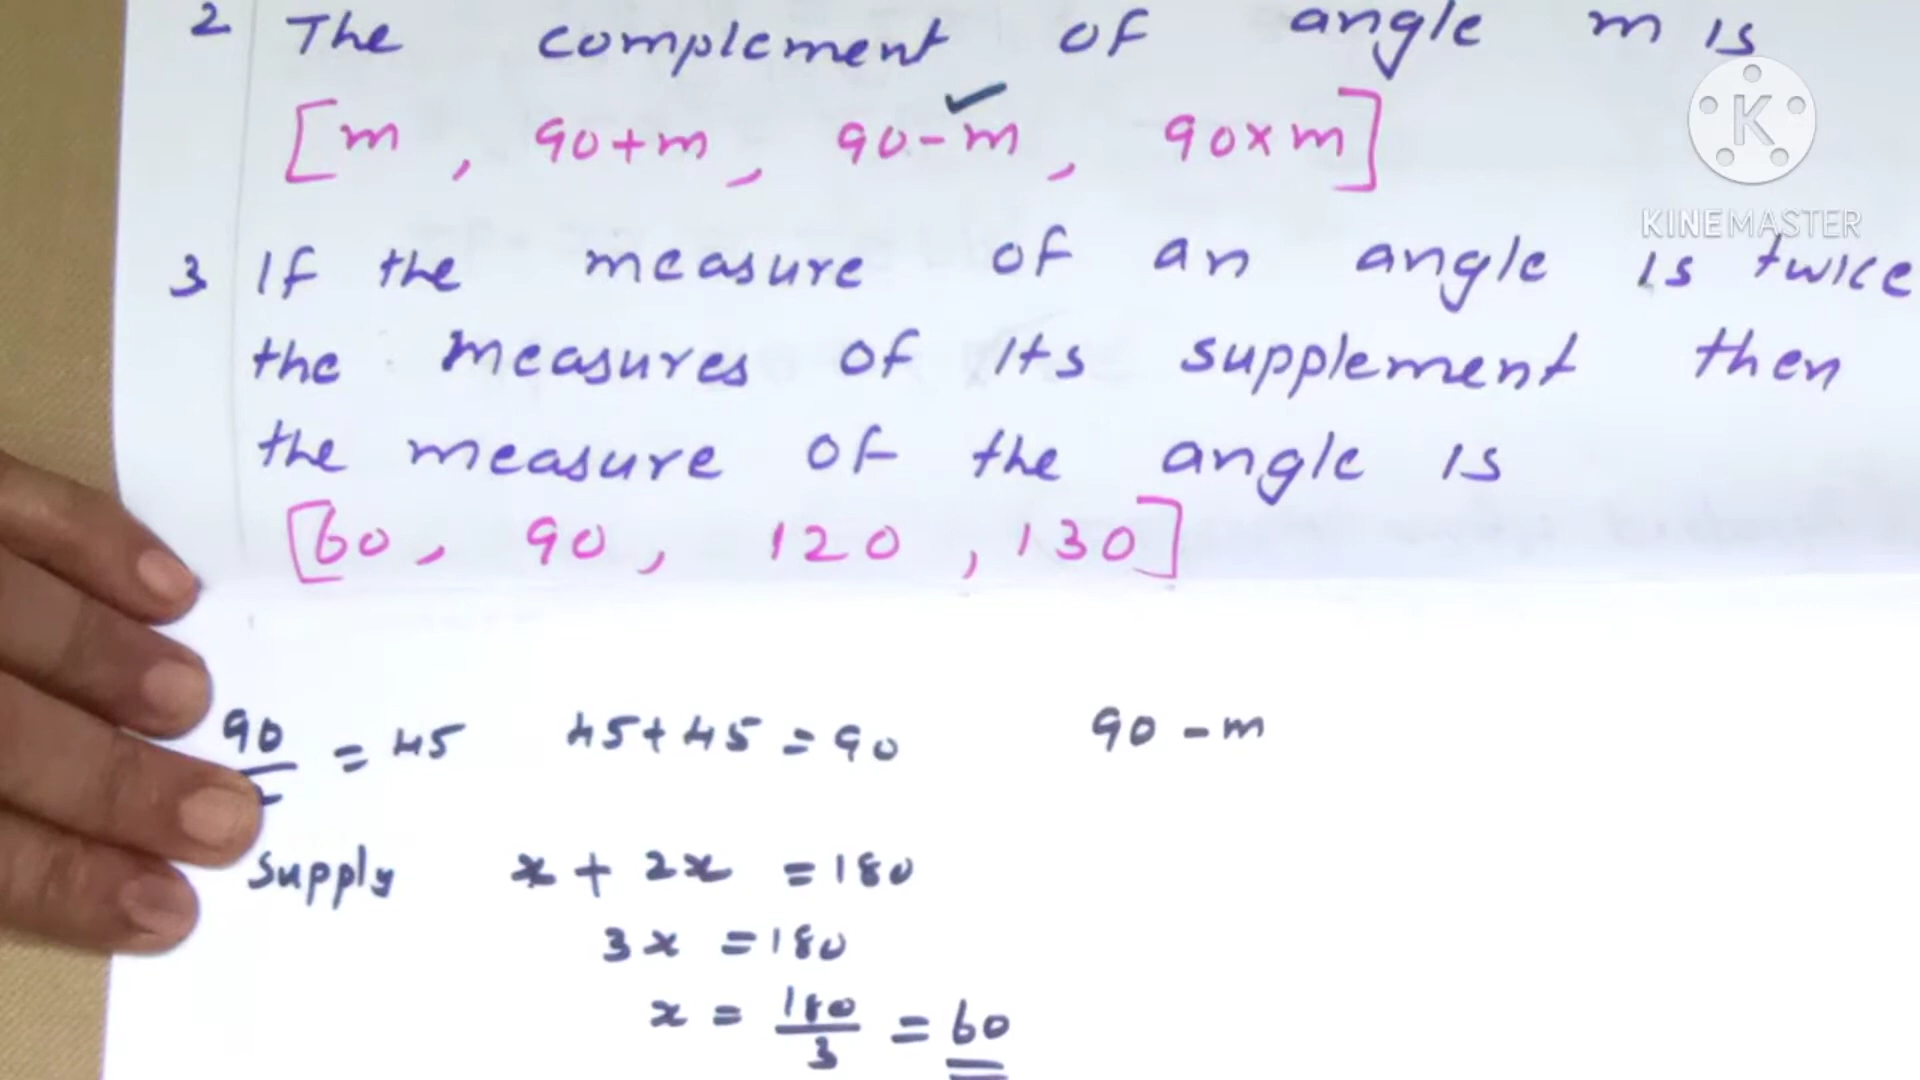 2 The complement of angle m is
[m, 90+m, 90-m, 90×m]
K
KINEMASTER
3 If the measure of an angle is twice
the measures of its supplement then
the measure of the angle is
[60, 90, 120, 130]
90 = 45 45+45=90 90-m
supply x + 2x = 180
3x = 180
x = 180/3 = 60